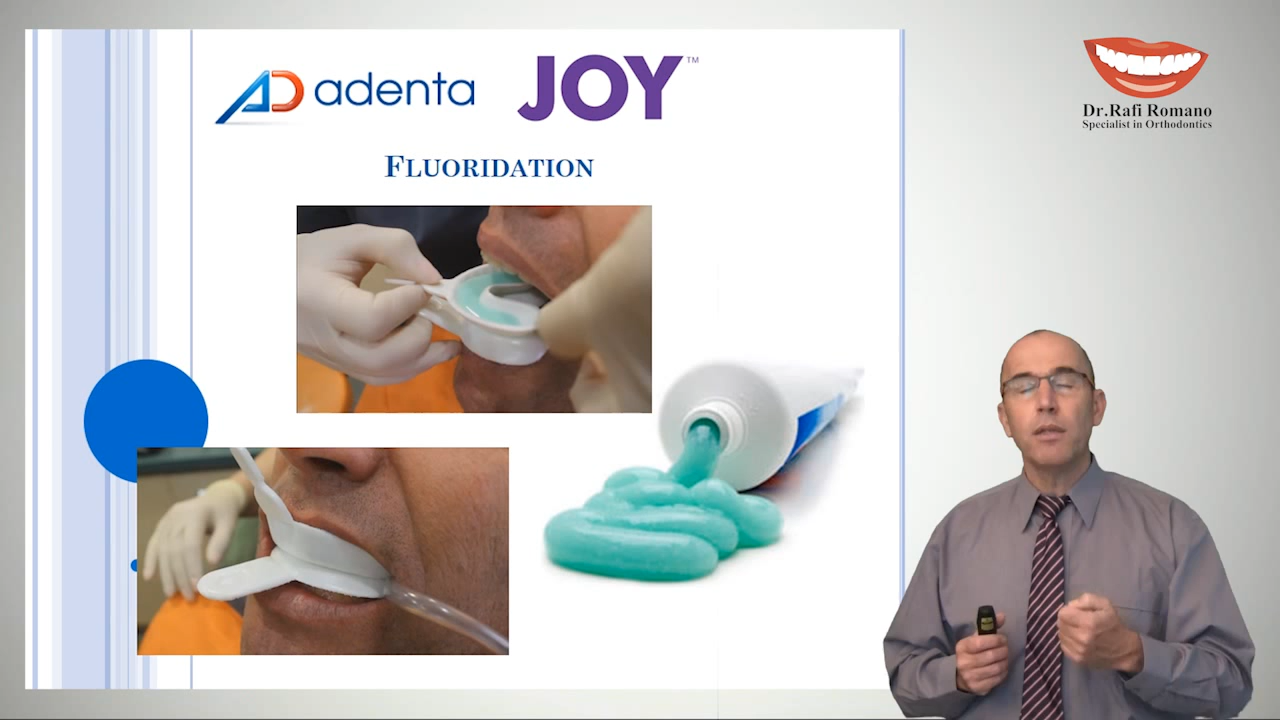 adenta
JOY™
FLUORIDATION
Dr.Rafi Romano
Specialist in Orthodontics